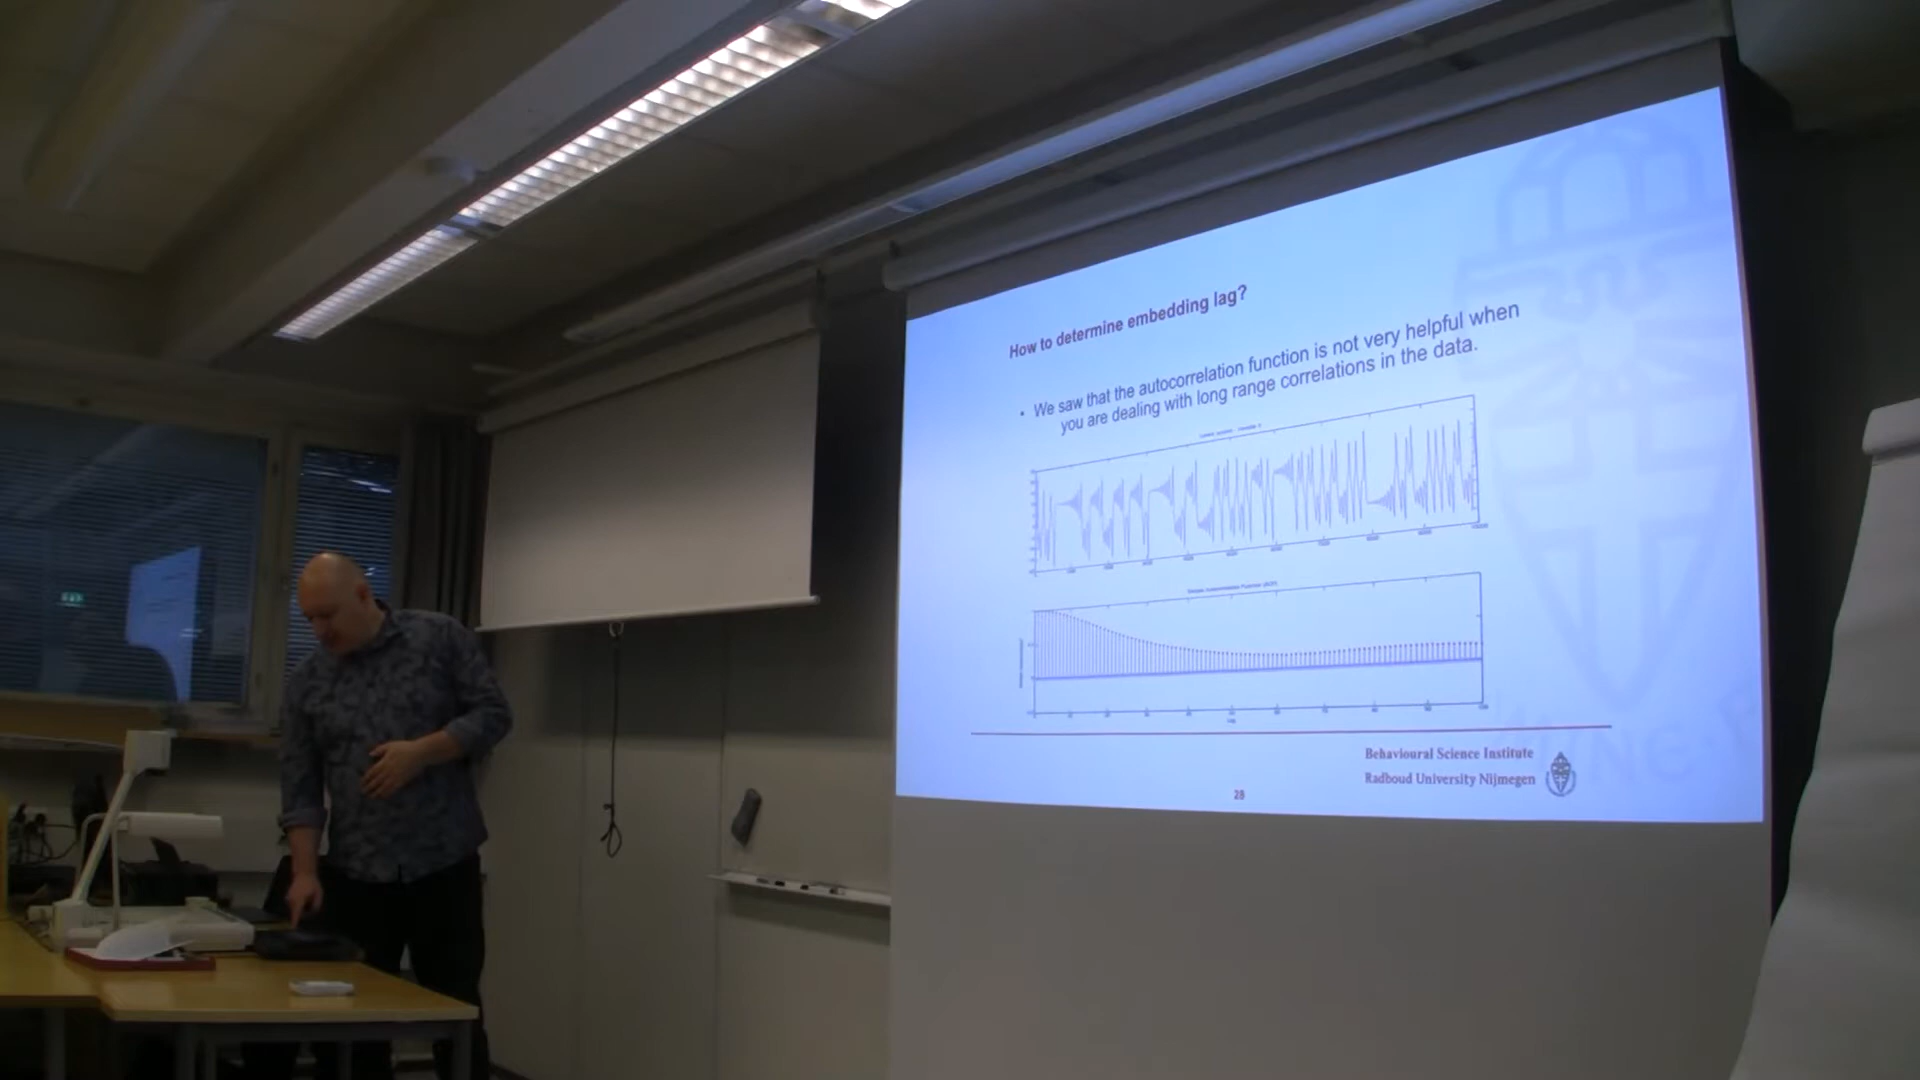 How to determine embedding lag?
• We saw that the autocorrelation function is not very helpful when
you are dealing with long range correlations in the data.
Behavioural Science Institute
Radboud University Nijmegen
28